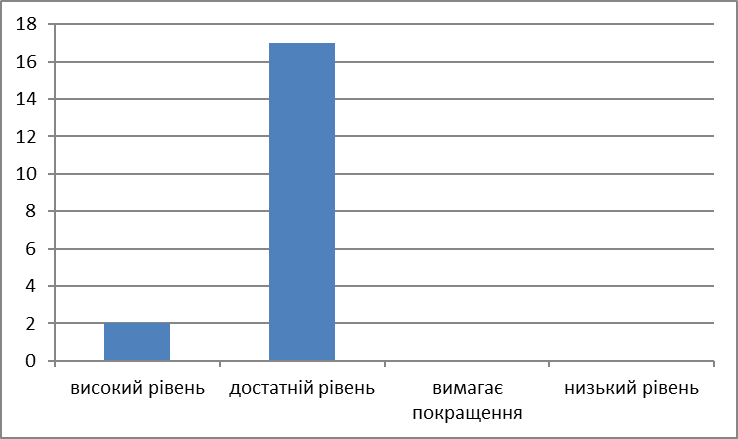 18
16
14
12
10
8
6
4
2
0
високий рівень
достатній рівень
вимагає
покращення
низький рівень